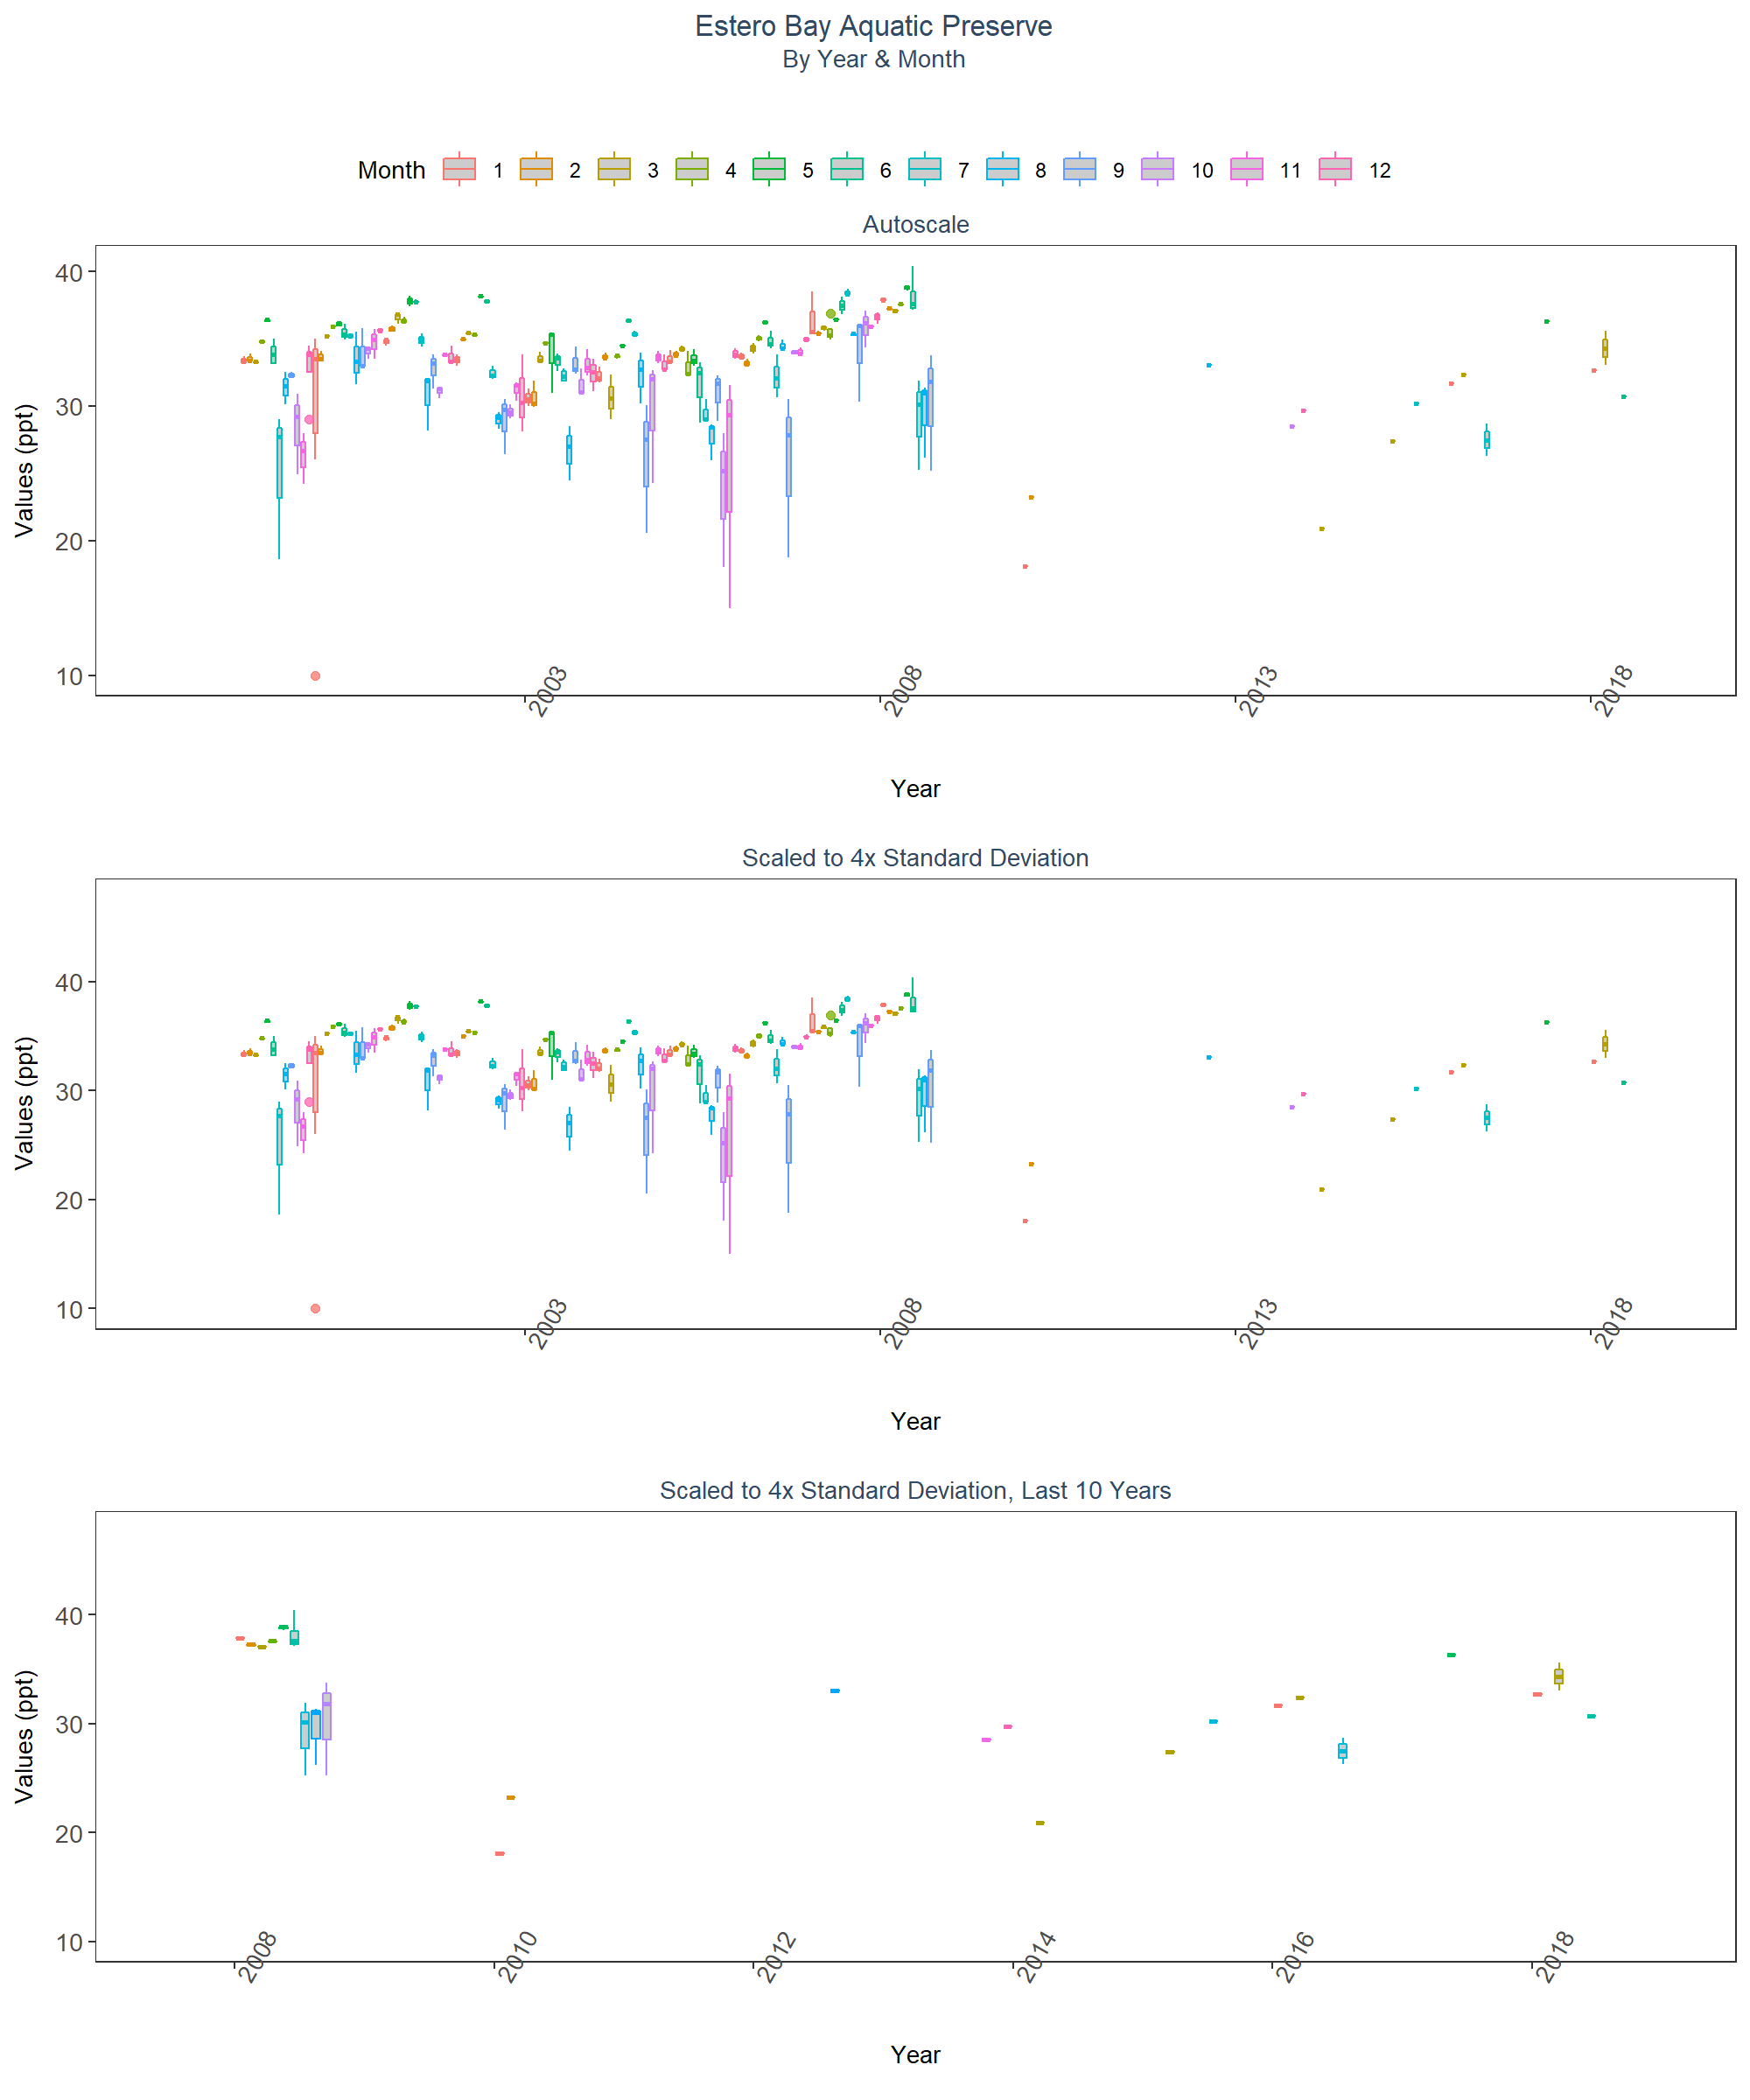 Estero Bay Aquatic Preserve
By Year & Month
Month 1 2 3 4 5 6 7 8 9 10 11 12
Autoscale
Values (ppt)
40
30
20
10
2003 2008 2013 2018
Year
Scaled to 4x Standard Deviation
Values (ppt)
40
30
20
10
2003 2008 2013 2018
Year
Scaled to 4x Standard Deviation, Last 10 Years
Values (ppt)
40
30
20
10
2008 2010 2012 2014 2016 2018
Year